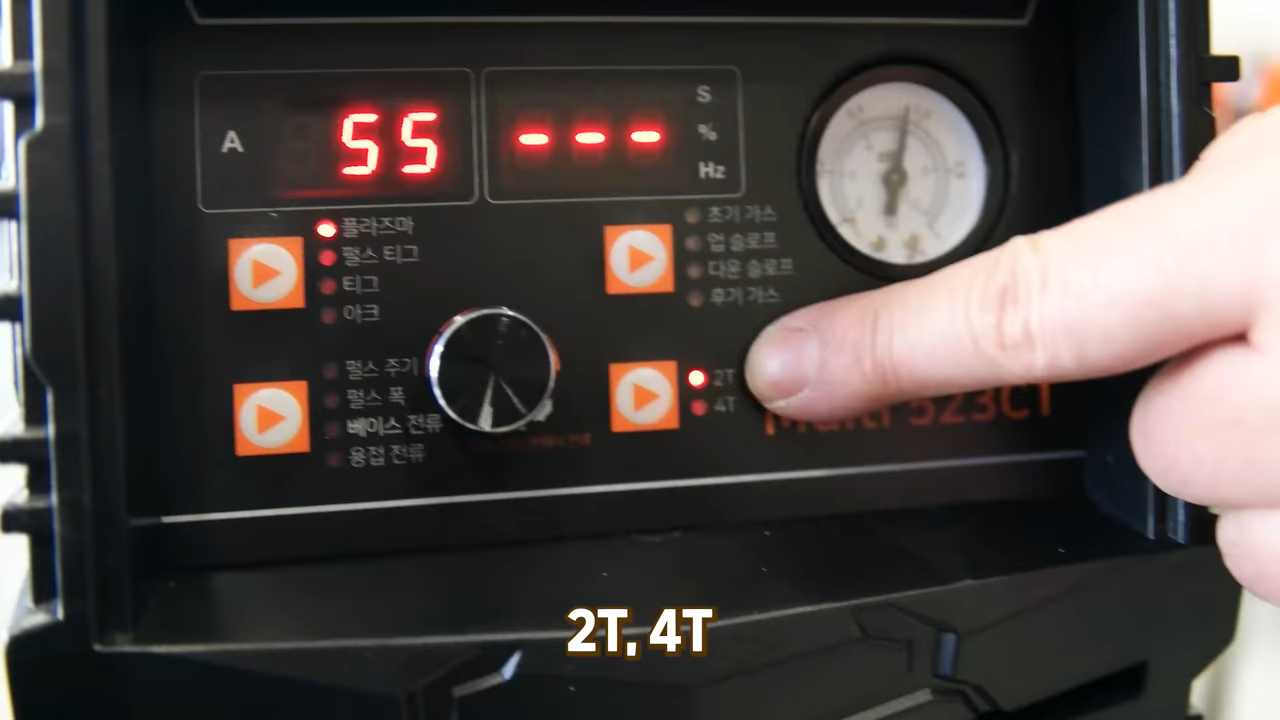 A
55
---
S
%
Hz
플라즈마
펄스 티그
티그
아크
초기 가스
업 슬로프
다운 슬로프
후기 가스
펄스 주기
펄스 폭
베이스 전류
용접 전류
2T
4T
Multi 523CT
2T, 4T